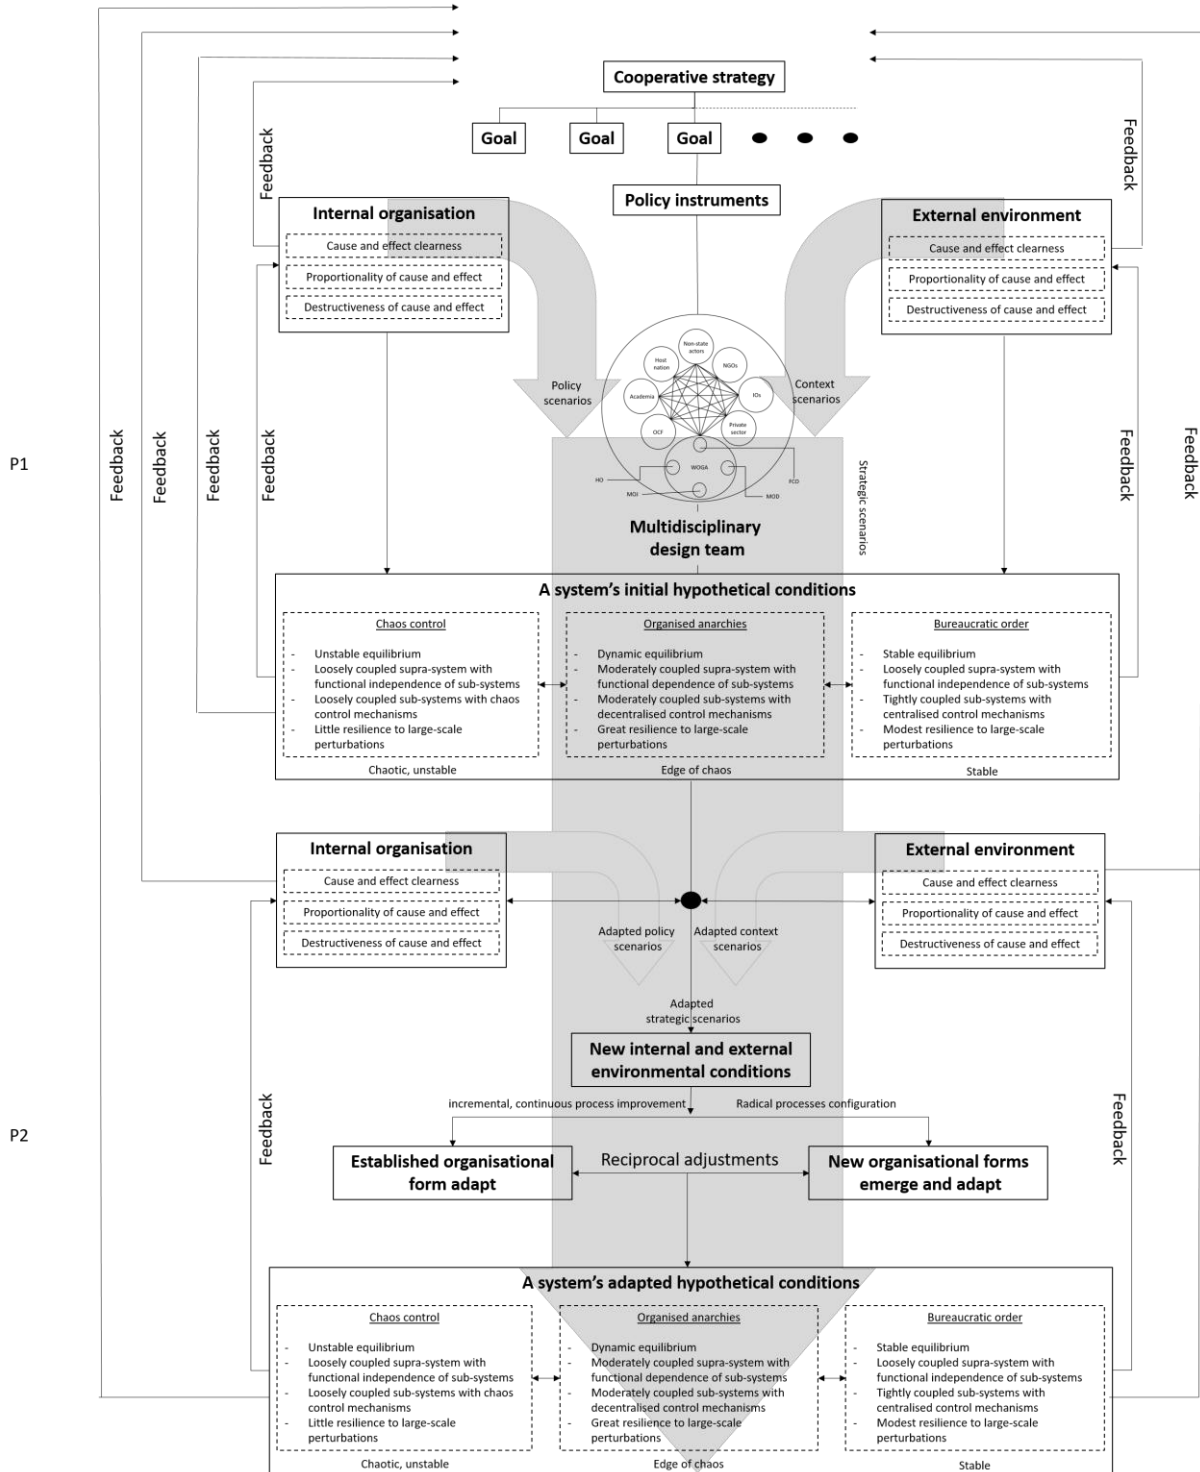 Cooperative strategy
Goal
Goal
Goal
Policy instruments
Feedback
Feedback
Internal organisation
Cause and effect clearness
Proportionality of cause and effect
Destructiveness of cause and effect
External environment
Cause and effect clearness
Proportionality of cause and effect
Destructiveness of cause and effect
Policy
scenarios
Context
scenarios
Non-state
actors
Host
nation
NGOs
Academia
IOs
OCF
Private
sector
WOGA
HO
MOJ
MOD
FCO
Strategic scenarios
Multidisciplinary
design team
P1
Feedback
Feedback
Feedback
Feedback
Feedback
Feedback
A system's initial hypothetical conditions
Chaos control
- Unstable equilibrium
- Loosely coupled supra-system with
functional independence of sub-systems
- Loosely coupled sub-systems with chaos
control mechanisms
- Little resilience to large-scale
perturbations
Chaotic, unstable
Organised anarchies
- Dynamic equilibrium
- Moderately coupled supra-system with
functional dependence of sub-systems
- Moderately coupled sub-systems with
decentralised control mechanisms
- Great resilience to large-scale
perturbations
Edge of chaos
Bureaucratic order
- Stable equilibrium
- Loosely coupled supra-system with
functional independence of sub-systems
- Tightly coupled sub-systems with
centralised control mechanisms
- Modest resilience to large-scale
perturbations
Stable
Internal organisation
Cause and effect clearness
Proportionality of cause and effect
Destructiveness of cause and effect
External environment
Cause and effect clearness
Proportionality of cause and effect
Destructiveness of cause and effect
Adapted policy
scenarios
Adapted context
scenarios
Adapted
strategic scenarios
New internal and external
environmental conditions
incremental, continuous process improvement
Radical processes configuration
P2
Feedback
Feedback
Established organisational
form adapt
Reciprocal adjustments
New organisational forms
emerge and adapt
A system's adapted hypothetical conditions
Chaos control
- Unstable equilibrium
- Loosely coupled supra-system with
functional independence of sub-systems
- Loosely coupled sub-systems with chaos
control mechanisms
- Little resilience to large-scale
perturbations
Chaotic, unstable
Organised anarchies
- Dynamic equilibrium
- Moderately coupled supra-system with
functional dependence of sub-systems
- Moderately coupled sub-systems with
decentralised control mechanisms
- Great resilience to large-scale
perturbations
Edge of chaos
Bureaucratic order
- Stable equilibrium
- Loosely coupled supra-system with
functional independence of sub-systems
- Tightly coupled sub-systems with
centralised control mechanisms
- Modest resilience to large-scale
perturbations
Stable